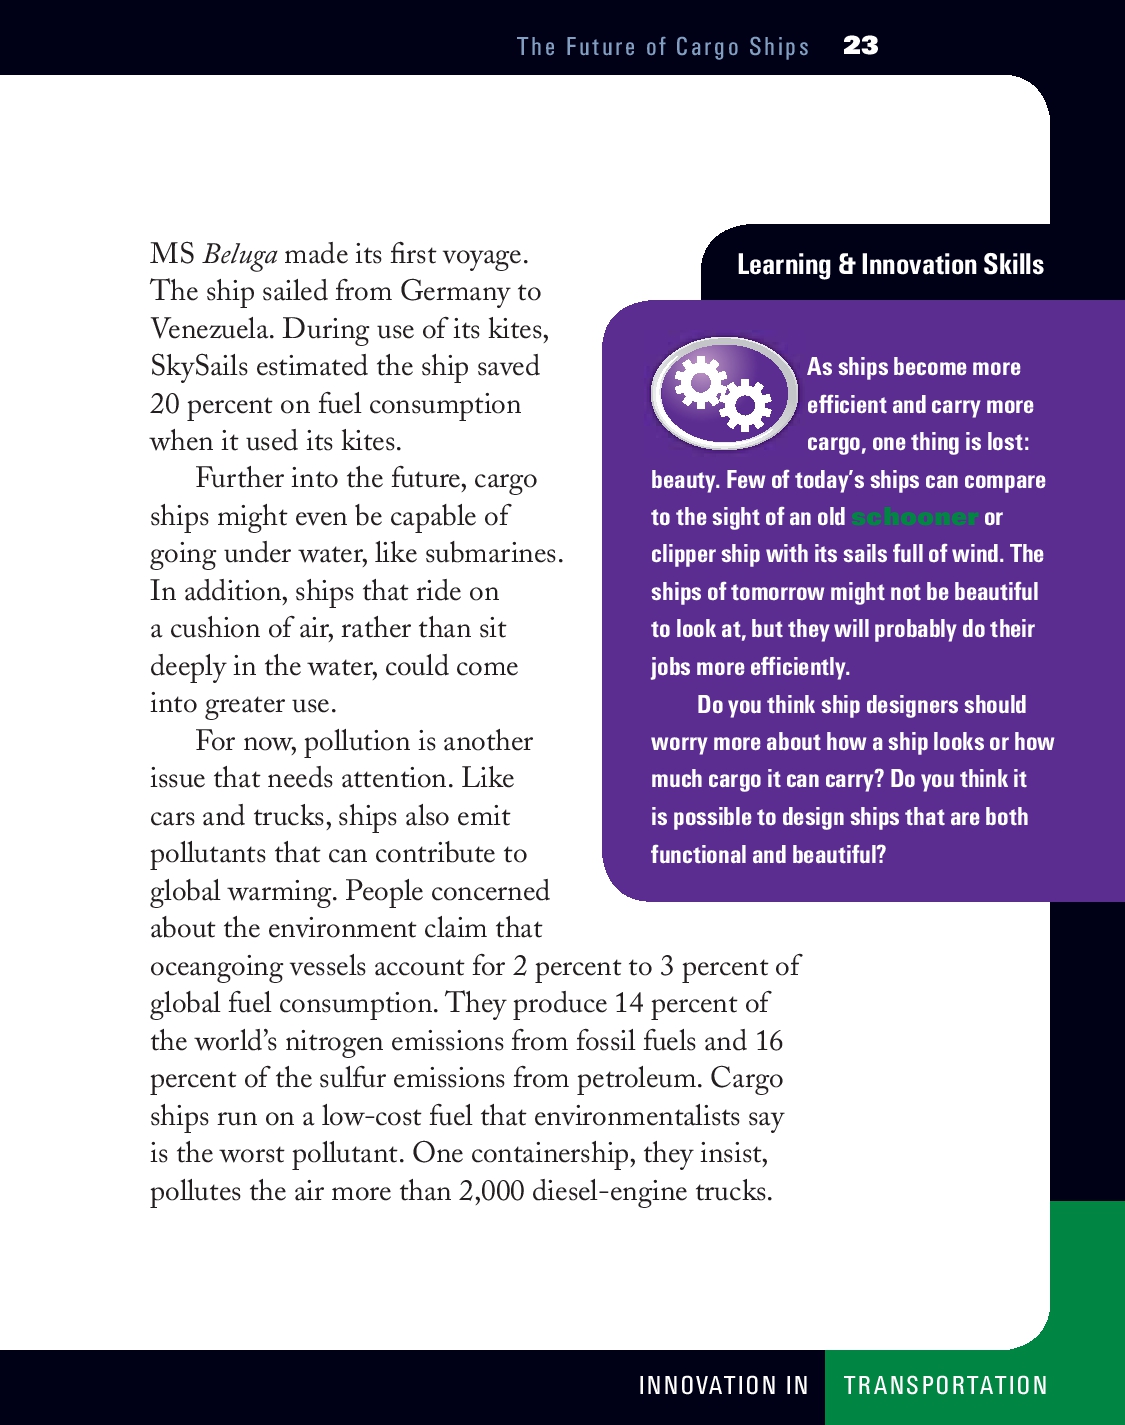 The Future of Cargo Ships 23
MS Beluga made its first voyage.
The ship sailed from Germany to
Venezuela. During use of its kites,
SkySails estimated the ship saved
20 percent on fuel consumption
when it used its kites.
Further into the future, cargo
ships might even be capable of
going under water, like submarines.
In addition, ships that ride on
a cushion of air, rather than sit
deeply in the water, could come
into greater use.
For now, pollution is another
issue that needs attention. Like
cars and trucks, ships also emit
pollutants that can contribute to
global warming. People concerned
about the environment claim that
oceangoing vessels account for 2 percent to 3 percent of
global fuel consumption. They produce 14 percent of
the world's nitrogen emissions from fossil fuels and 16
percent of the sulfur emissions from petroleum. Cargo
ships run on a low-cost fuel that environmentalists say
is the worst pollutant. One containership, they insist,
pollutes the air more than 2,000 diesel-engine trucks.
Learning & Innovation Skills
As ships become more
efficient and carry more
cargo, one thing is lost:
beauty. Few of today's ships can compare
to the sight of an old schooner or
clipper ship with its sails full of wind. The
ships of tomorrow might not be beautiful
to look at, but they will probably do their
jobs more efficiently.
Do you think ship designers should
worry more about how a ship looks or how
much cargo it can carry? Do you think it
is possible to design ships that are both
functional and beautiful?
INNOVATION IN TRANSPORTATION